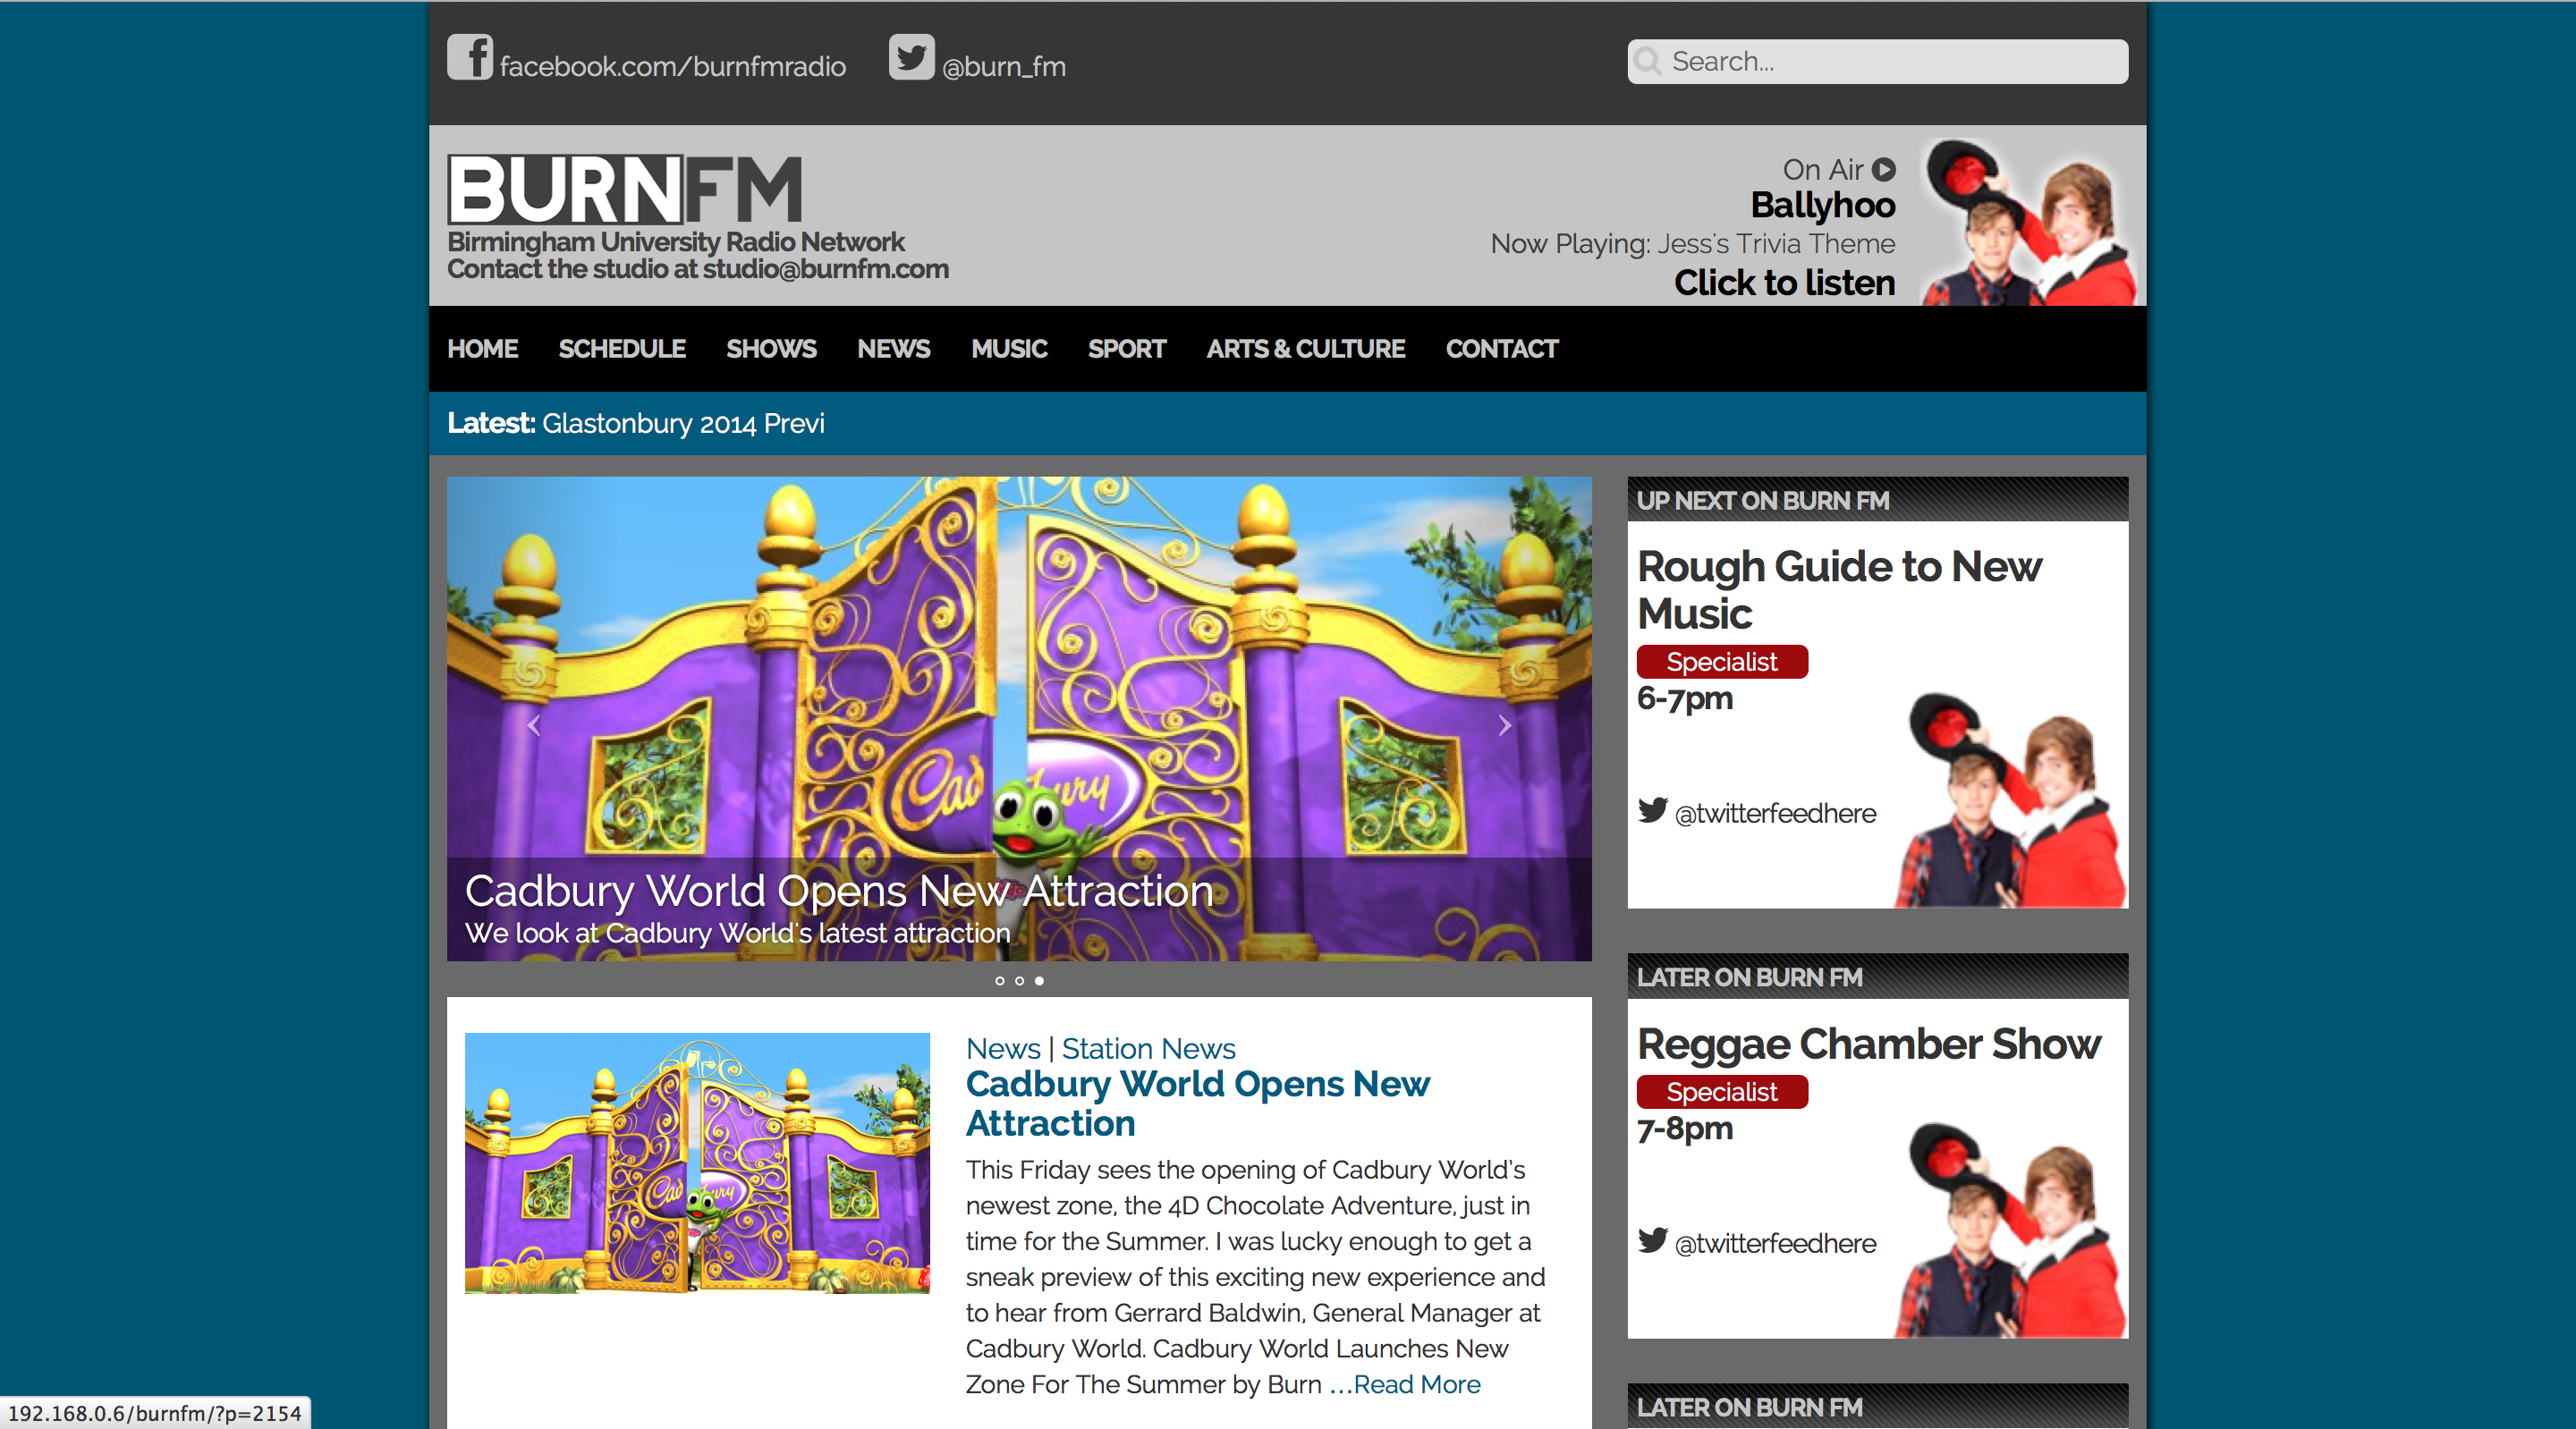 facebook.com/burnfmradio
@burn_fm
Search...
BURNFM
Birmingham University Radio Network
Contact the studio at studio@burnfm.com
On Air
Ballyhoo
Now Playing: Jess's Trivia Theme
Click to listen
HOME SCHEDULE SHOWS NEWS MUSIC SPORT ARTS & CULTURE CONTACT
Latest: Glastonbury 2014 Previ
Cad bury
Cadbury World Opens New Attraction
We look at Cadbury World's latest attraction
News | Station News
Cadbury World Opens New
Attraction
This Friday sees the opening of Cadbury World's
newest zone, the 4D Chocolate Adventure, just in
time for the Summer. I was lucky enough to get a
sneak preview of this exciting new experience and
to hear from Gerrard Baldwin, General Manager at
Cadbury World. Cadbury World Launches New
Zone For The Summer by Burn ...Read More
UP NEXT ON BURN FM
Rough Guide to New
Music
Specialist
6-7pm
@twitterfeedhere
LATER ON BURN FM
Reggae Chamber Show
Specialist
7-8pm
@twitterfeedhere
LATER ON BURN FM
192.168.0.6/burnfm/?p=2154